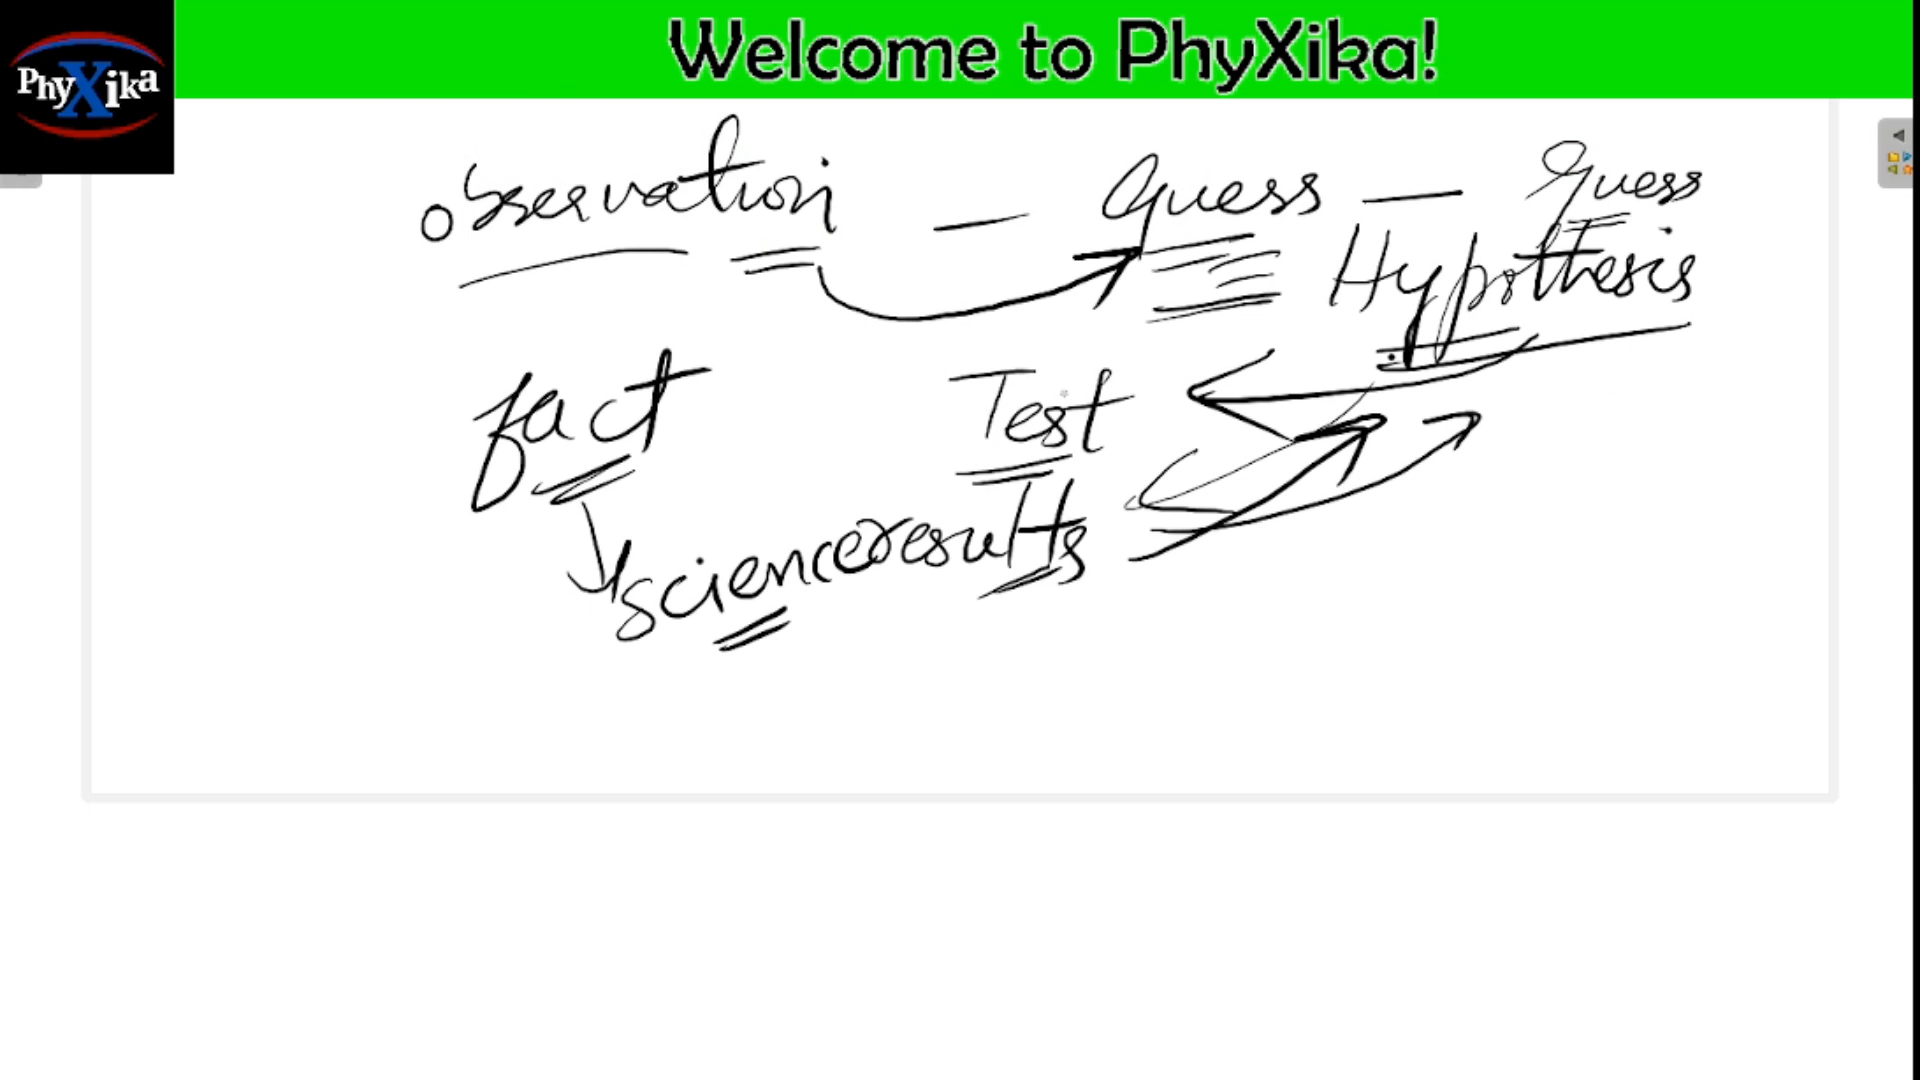 PhyXika
Welcome to PhyXika!
observation — Guess — Guess
Hypothesis
fact Test
science results